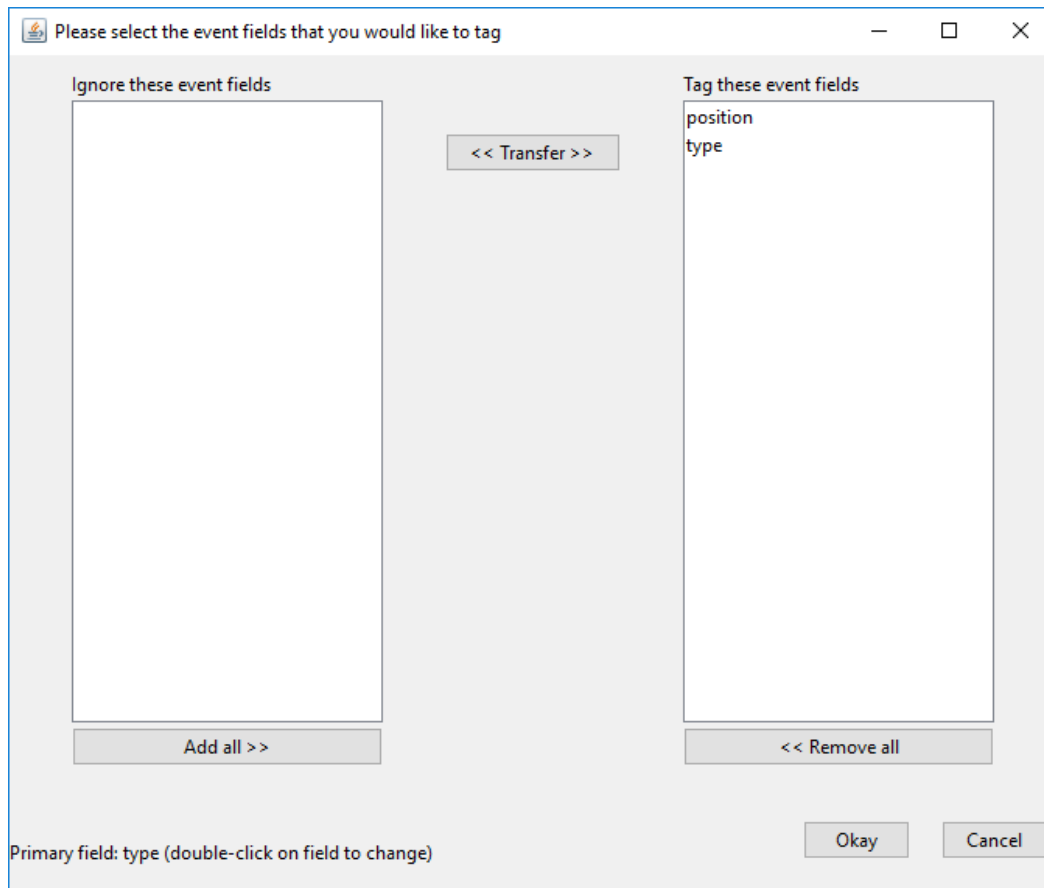 Please select the event fields that you would like to tag
Ignore these event fields
Tag these event fields
position
type
<< Transfer >>
Add all >>
<< Remove all
Okay
Cancel
Primary field: type (double-click on field to change)